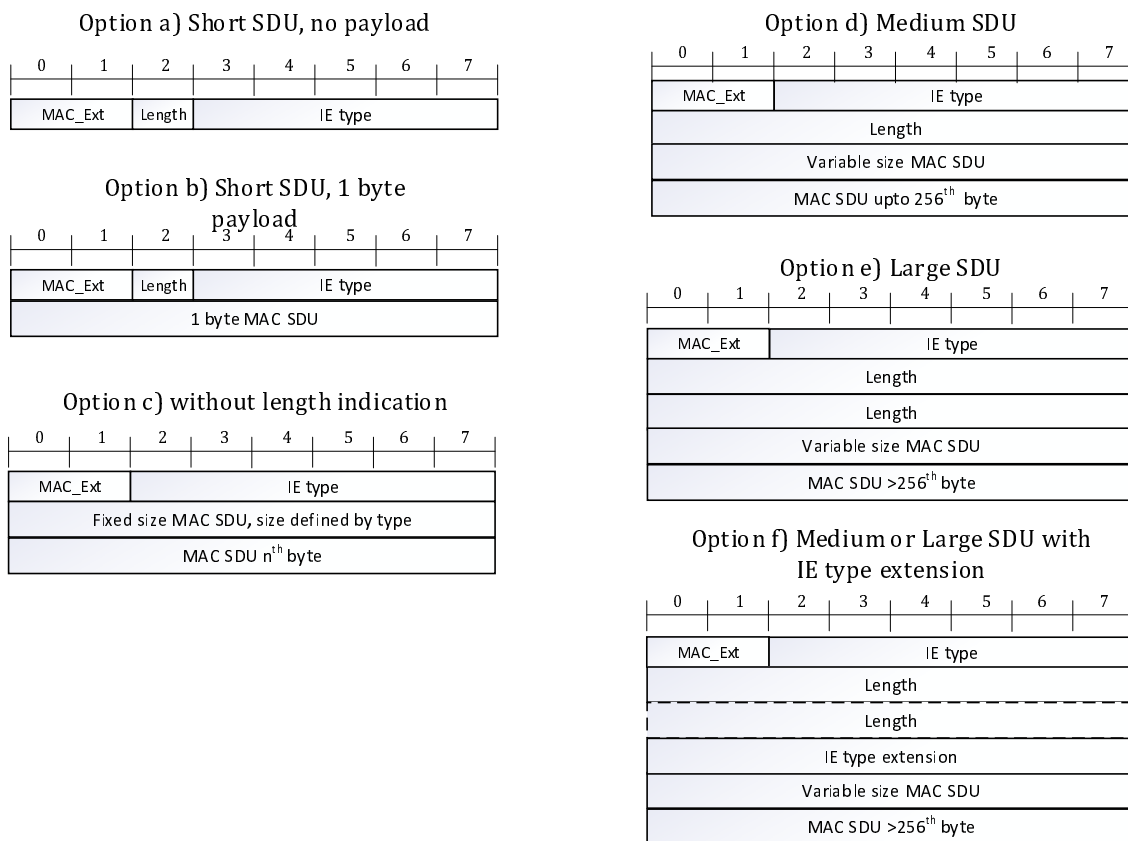 Option a) Short SDU, no payload
0 1 2 3 4 5 6 7
MAC_Ext Length IE type
Option b) Short SDU, 1 byte
payload
0 1 2 3 4 5 6 7
MAC_Ext Length IE type
1 byte MAC SDU
Option c) without length indication
0 1 2 3 4 5 6 7
MAC_Ext IE type
Fixed size MAC SDU, size defined by type
MAC SDU nth byte
Option d) Medium SDU
0 1 2 3 4 5 6 7
MAC_Ext IE type
Length
Variable size MAC SDU
MAC SDU upto 256th byte
Option e) Large SDU
0 1 2 3 4 5 6 7
MAC_Ext IE type
Length
Length
Variable size MAC SDU
MAC SDU >256th byte
Option f) Medium or Large SDU with
IE type extension
0 1 2 3 4 5 6 7
MAC_Ext IE type
Length
Length
IE type extension
Variable size MAC SDU
MAC SDU >256th byte